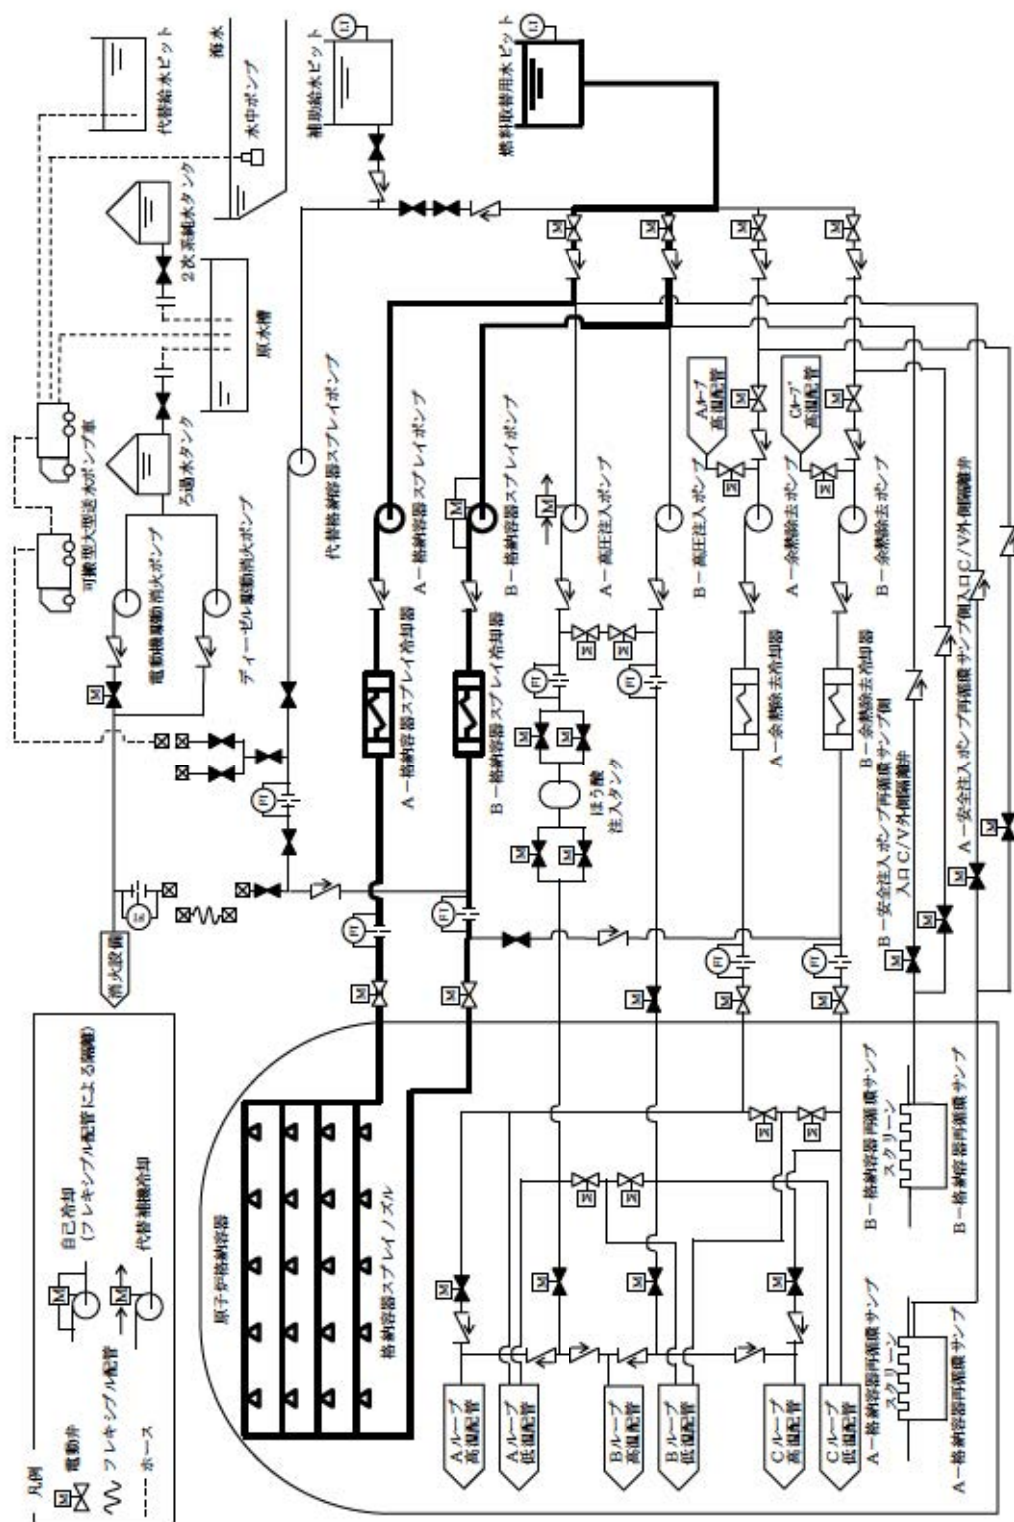 凡例
電動弁
フレキシブル配管
ホース
自己冷却
(フレキシブル配管による隔離)
代替補機冷却
消火設備
電動機駆動消火ポンプ
ディーゼル駆動消火ポンプ
可搬型大型送水ポンプ車
ろ過水タンク
原水槽
2次系純水タンク
代替給水ピット
海水
水中ポンプ
補助給水ピット
燃料取替用水ピット
代替格納容器スプレイポンプ
A-格納容器スプレイポンプ
B-格納容器スプレイポンプ
A-高圧注入ポンプ
B-高圧注入ポンプ
A-余熱除去ポンプ
B-余熱除去ポンプ
Aループ
高温配管
Cループ
高温配管
A-格納容器スプレイ冷却器
B-格納容器スプレイ冷却器
ほう酸
注入タンク
A-余熱除去冷却器
B-余熱除去冷却器
B-安全注入ポンプ再循環サンプ側
入口C/V外側隔離弁
A-安全注入ポンプ再循環サンプ側入口C/V外側隔離弁
原子炉格納容器
格納容器スプレイノズル
Aループ
高温配管
Aループ
低温配管
Bループ
高温配管
Bループ
低温配管
Cループ
高温配管
Cループ
低温配管
B-格納容器再循環サンプ
スクリーン
B-格納容器再循環サンプ
A-格納容器再循環サンプ
スクリーン
A-格納容器再循環サンプ